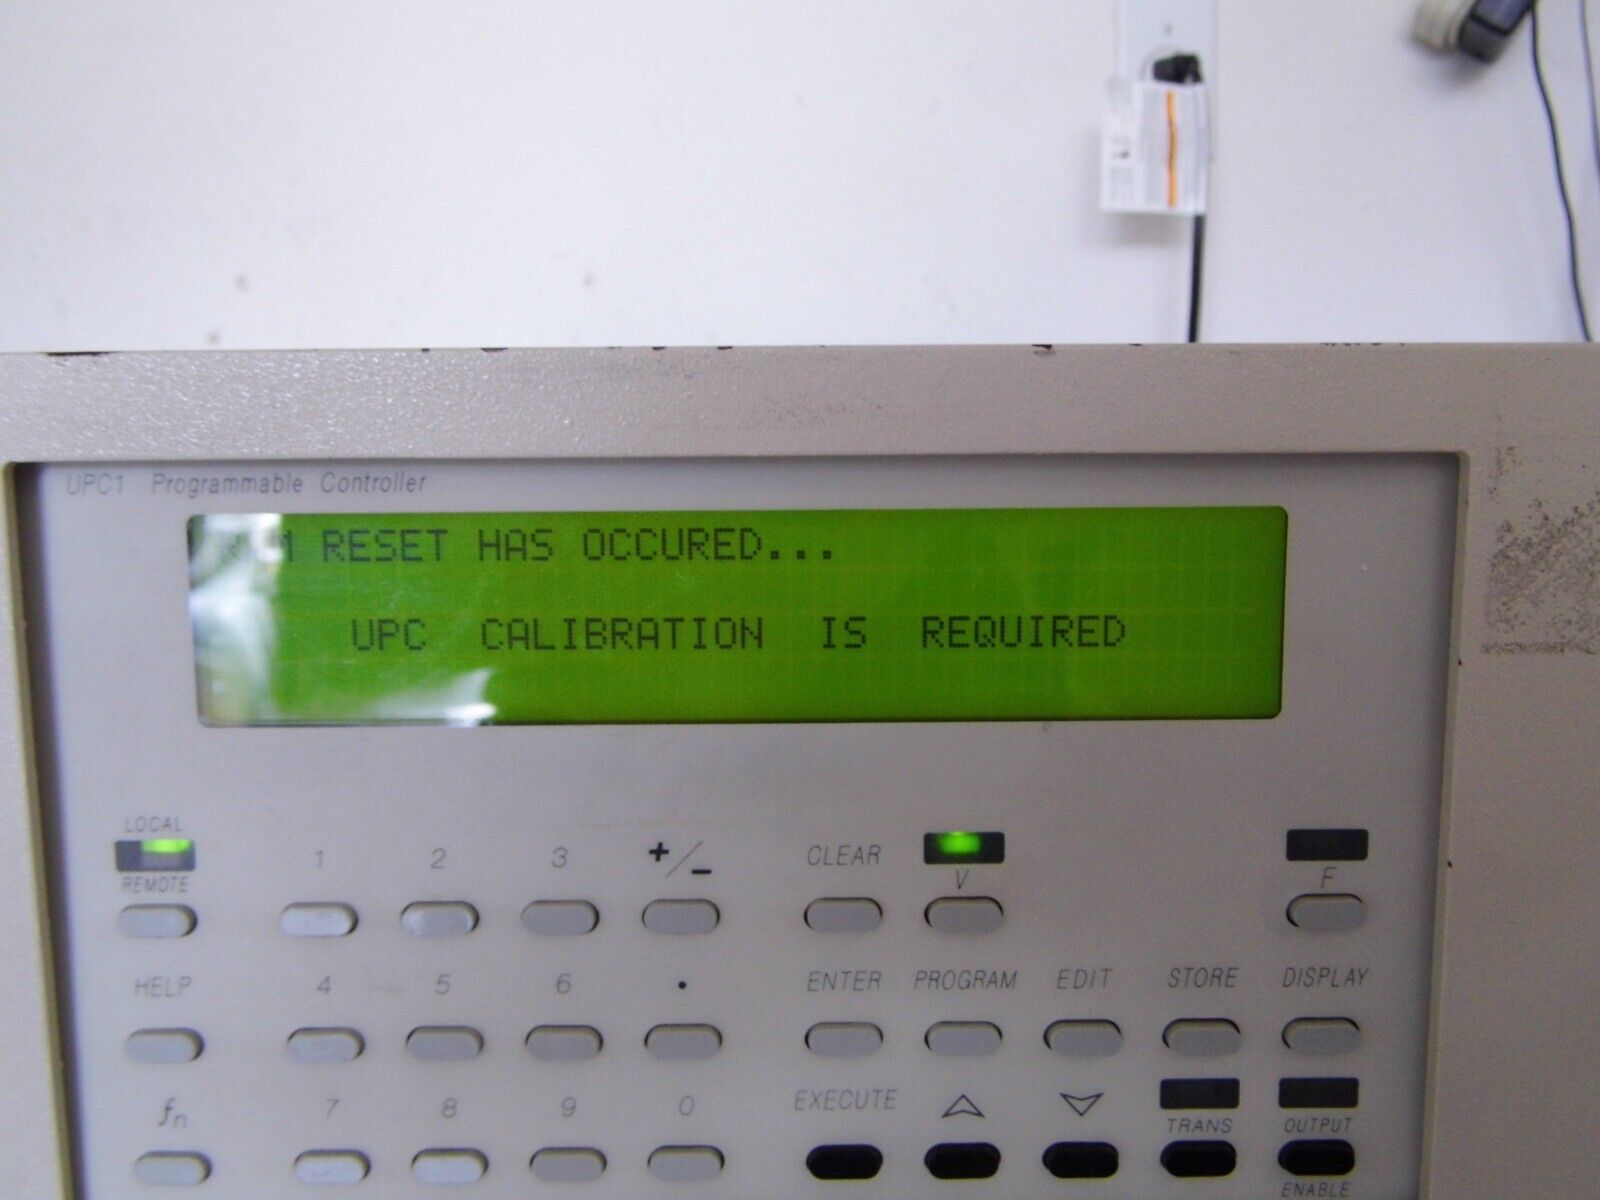 UPC1 Programmable Controller
RESET HAS OCCURED...
UPC CALIBRATION IS REQUIRED
LOCAL
REMOTE
1 2 3 +/-
CLEAR V F
HELP 4 5 6 .
ENTER PROGRAM EDIT STORE DISPLAY
fn 7 8 9 0
EXECUTE TRANS OUTPUT
ENABLE